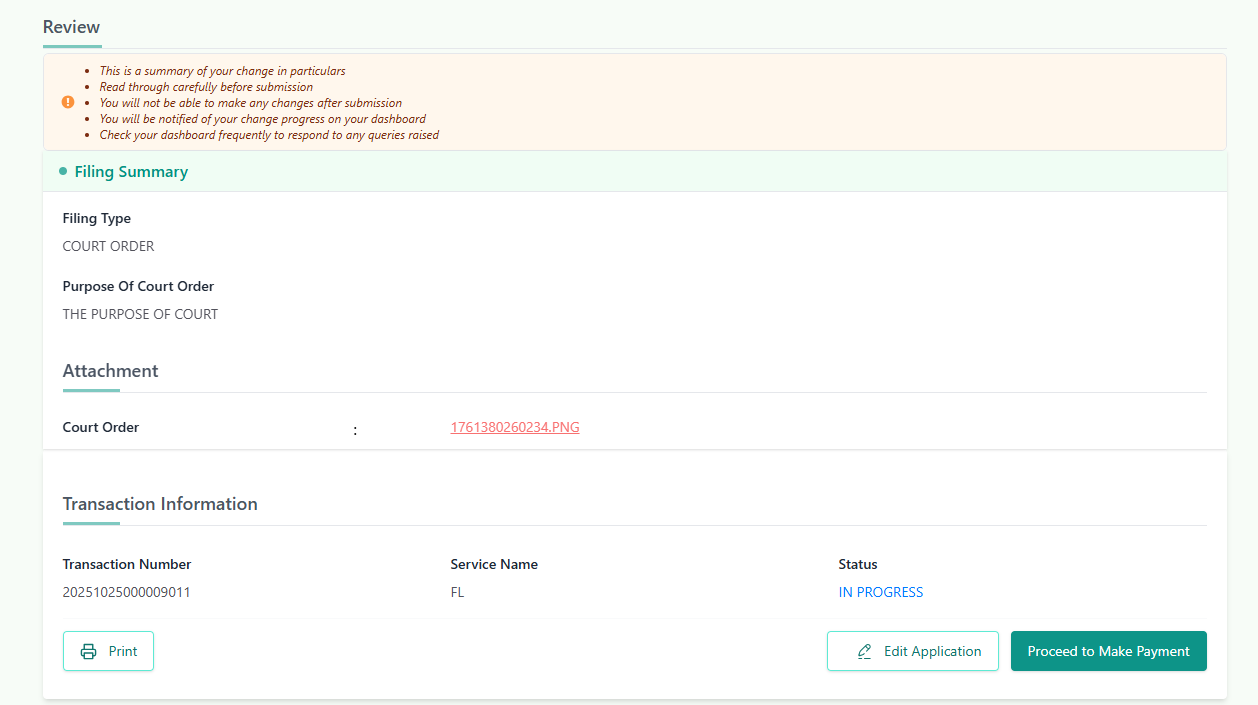 Review
This is a summary of your change in particulars
Read through carefully before submission
You will not be able to make any changes after submission
You will be notified of your change progress on your dashboard
Check your dashboard frequently to respond to any queries raised
Filing Summary
Filing Type
COURT ORDER
Purpose Of Court Order
THE PURPOSE OF COURT
Attachment
Court Order : 1761380260234.PNG
Transaction Information
Transaction Number Service Name Status
20251025000009011 FL IN PROGRESS
Print Edit Application Proceed to Make Payment